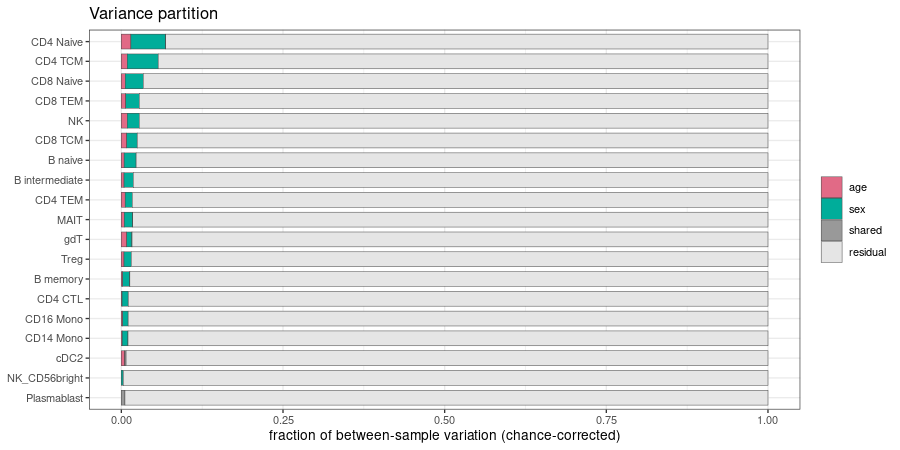 Variance partition
CD4 Naive
CD4 TCM
CD8 Naive
CD8 TEM
NK
CD8 TCM
B naive
B intermediate
CD4 TEM
MAIT
gdT
Treg
B memory
CD4 CTL
CD16 Mono
CD14 Mono
cDC2
NK_CD56bright
Plasmablast
0.00 0.25 0.50 0.75 1.00
fraction of between-sample variation (chance-corrected)
age
sex
shared
residual